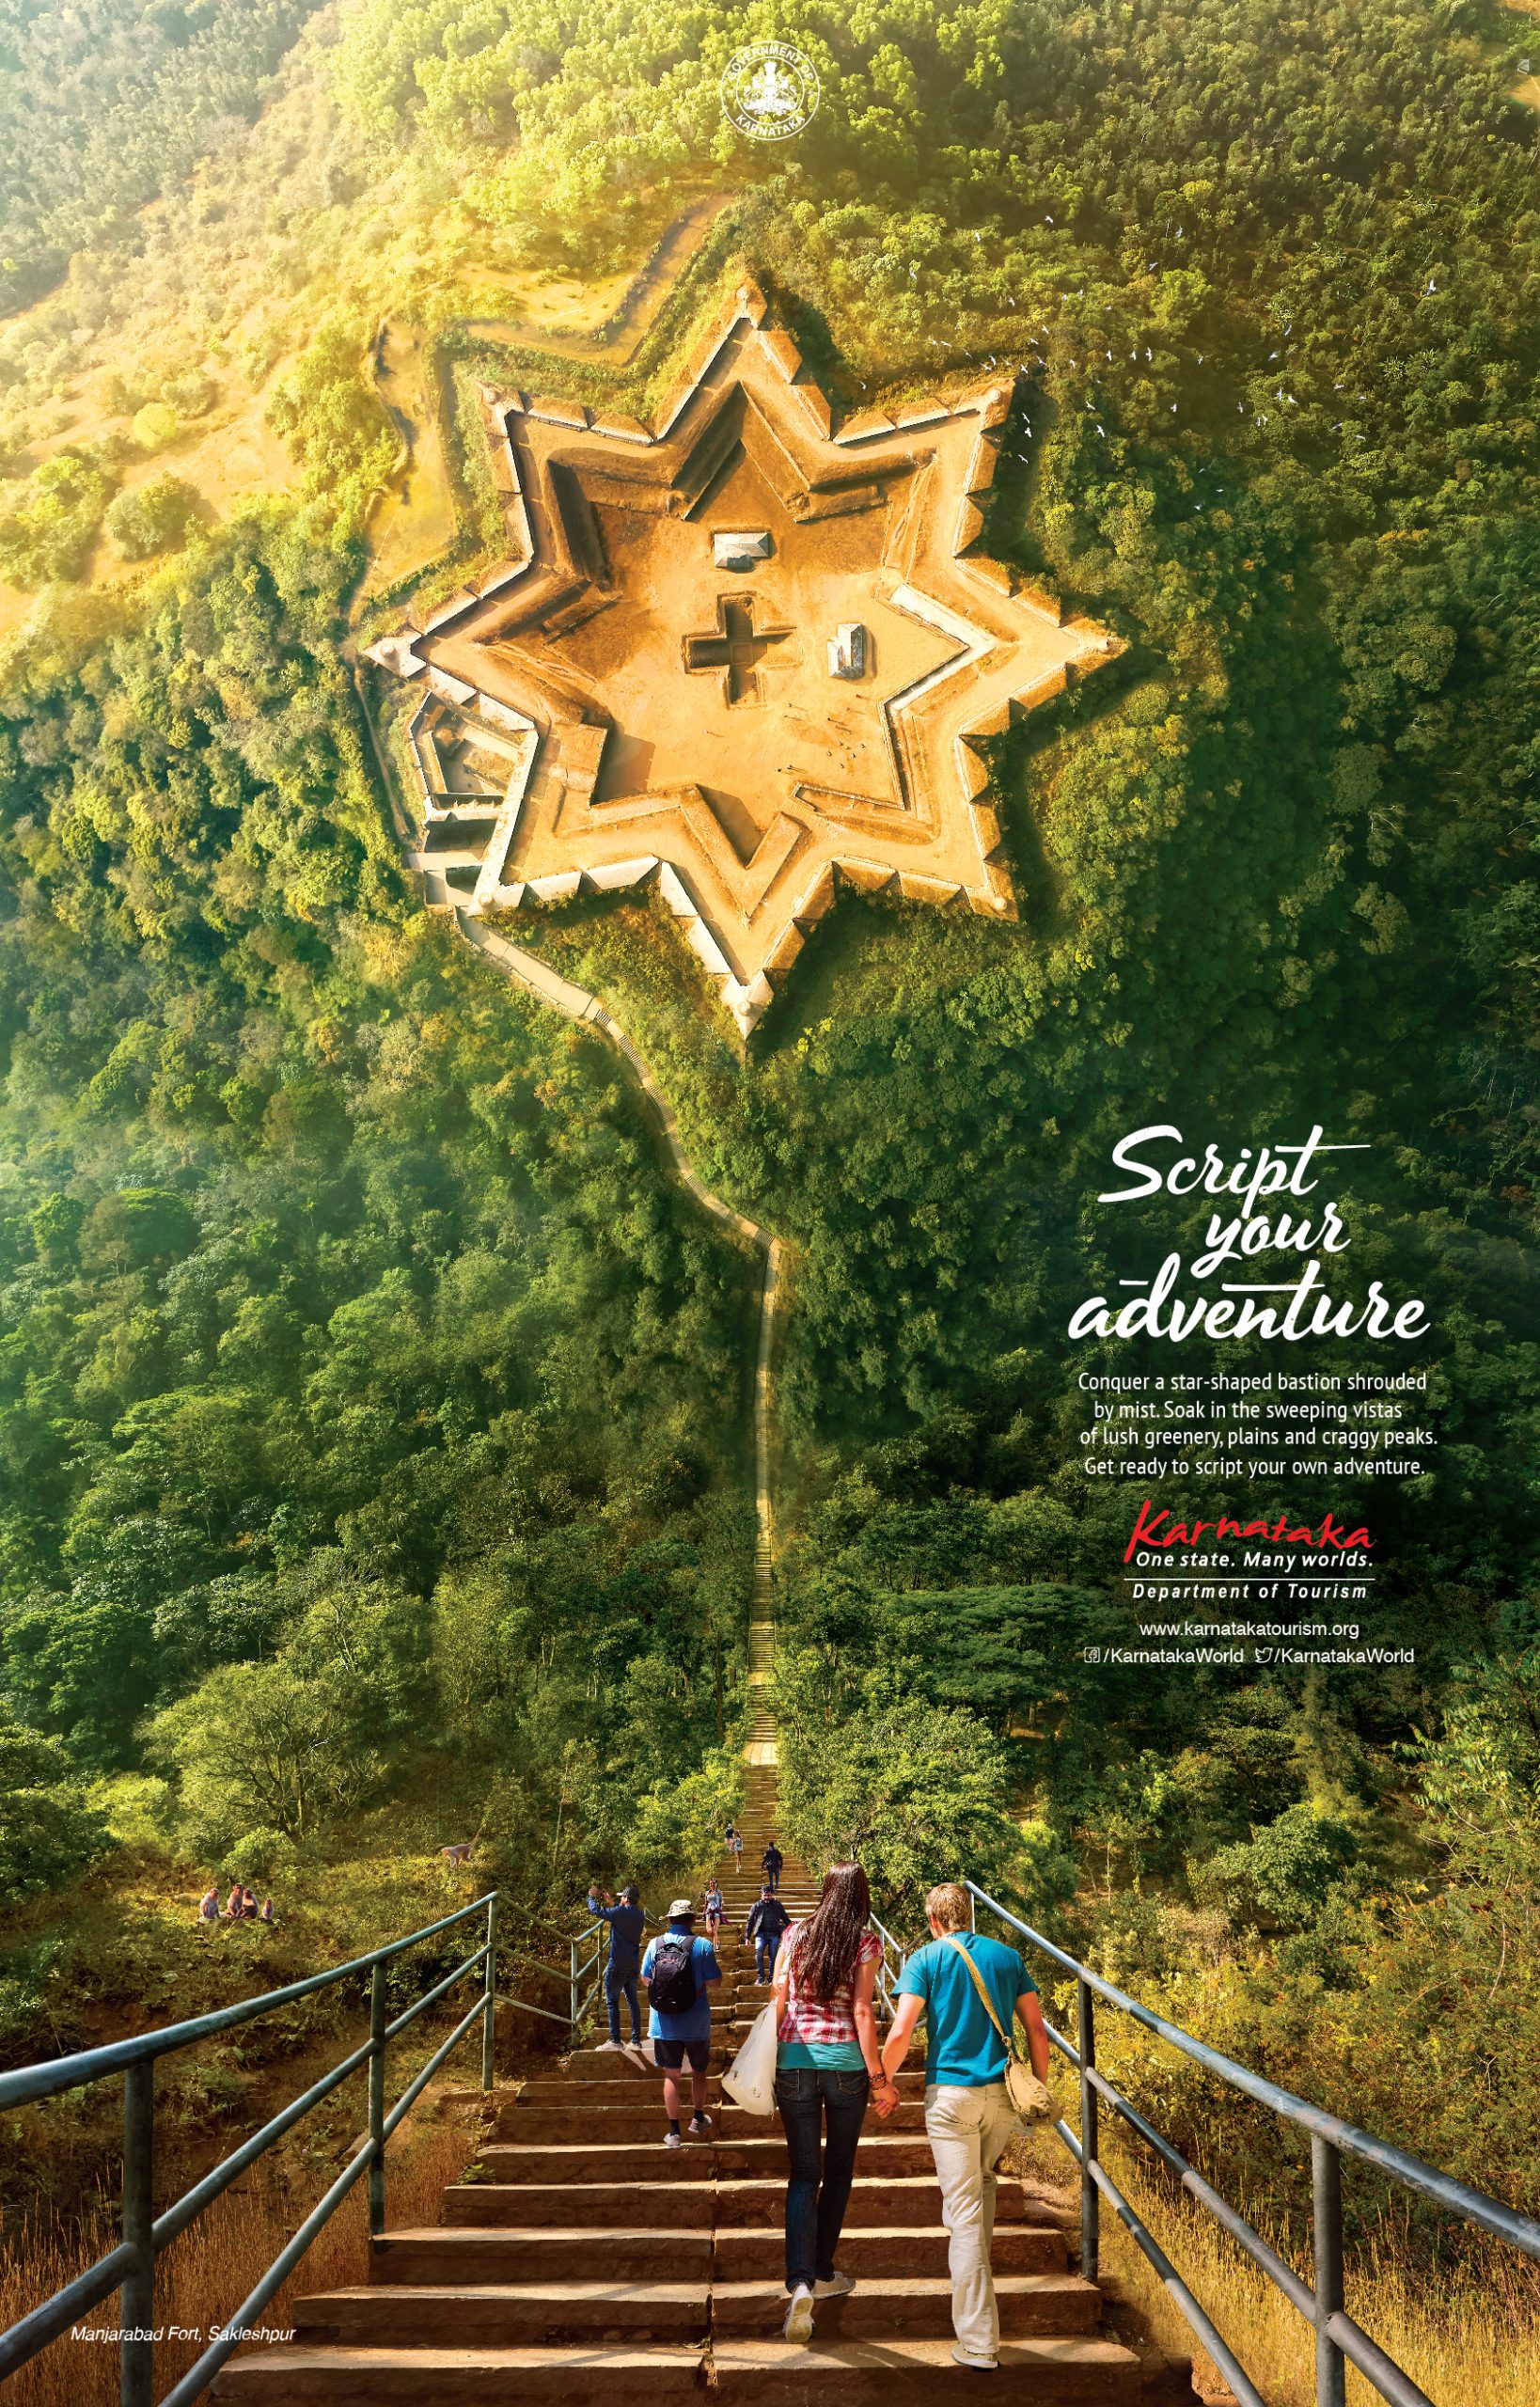 GOVERNMENT OF
KARNATAKA
Script
your
adventure
Conquer a star-shaped bastion shrouded
by mist. Soak in the sweeping vistas
of lush greenery, plains and craggy peaks.
Get ready to script your own adventure.
Karnataka
One state. Many worlds.
Department of Tourism
www.karnatakatourism.org
/KarnatakaWorld /KarnatakaWorld
Manjarabad Fort, Sakleshpur